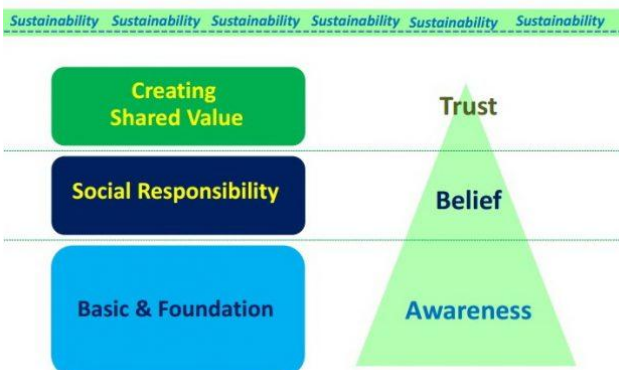 Sustainability Sustainability Sustainability Sustainability Sustainability Sustainability
Creating
Shared Value
Trust
Social Responsibility
Belief
Basic & Foundation
Awareness